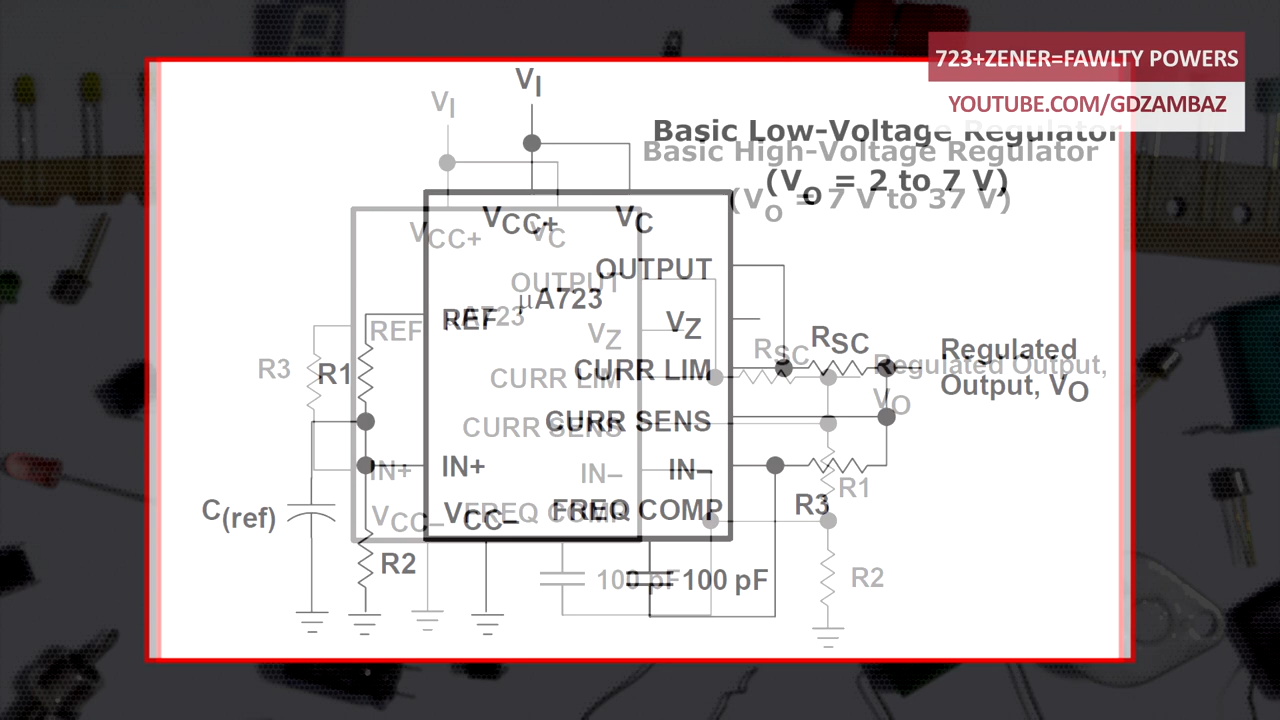 723+ZENER=FAWLTY POWERS
YOUTUBE.COM/GDZAMBAZ
VI
VI
Basic Low-Voltage Regulator
Basic High-Voltage Regulator
(VO = 2 to 7 V)
(VO = 7 V to 37 V)
VCC+
VC
VCC+
VC
OUTPUT
OUTPUT
μA723
REF
REF
μA723
VZ
VZ
RSC
RSC
Regulated
Output, VO
Regulated Output,
VO
R3
R1
CURR LIM
CURR LIM
CURR SENS
CURR SENS
IN+
IN+
IN–
IN–
R1
R3
C(ref)
VCC–
VCC–
FREQ COMP
FREQ COMP
R2
100 pF
100 pF
R2